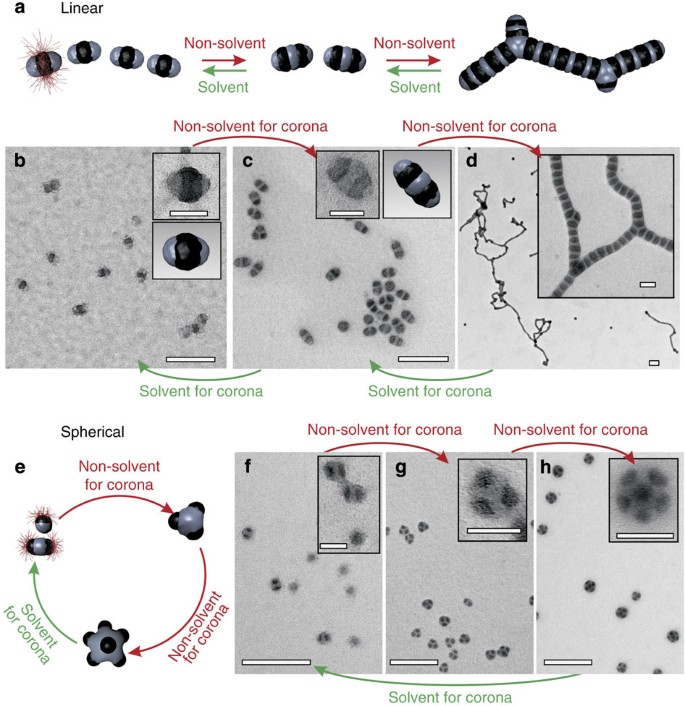 a
Linear
Non-solvent
Solvent
Non-solvent
Solvent
Non-solvent for corona
Non-solvent for corona
b
c
d
Solvent for corona
Solvent for corona
Spherical
Non-solvent for corona
Non-solvent for corona
e
Non-solvent
for corona
Non-solvent
for corona
Solvent
for corona
f
g
h
Solvent for corona